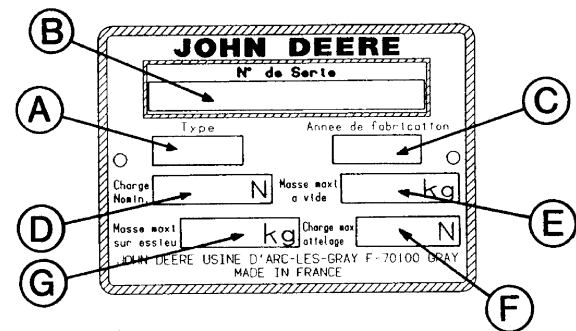 B
JOHN DEERE
N° de Serie
A
C
Type
Annee de fabrication
Charge Nomin. N
Masse maxi a vide kg
D
E
Masse maxi sur essieu kg
Charge max attelage N
G
F
JOHN DEERE USINE D'ARC-LES-GRAY F-70100 GRAY
MADE IN FRANCE